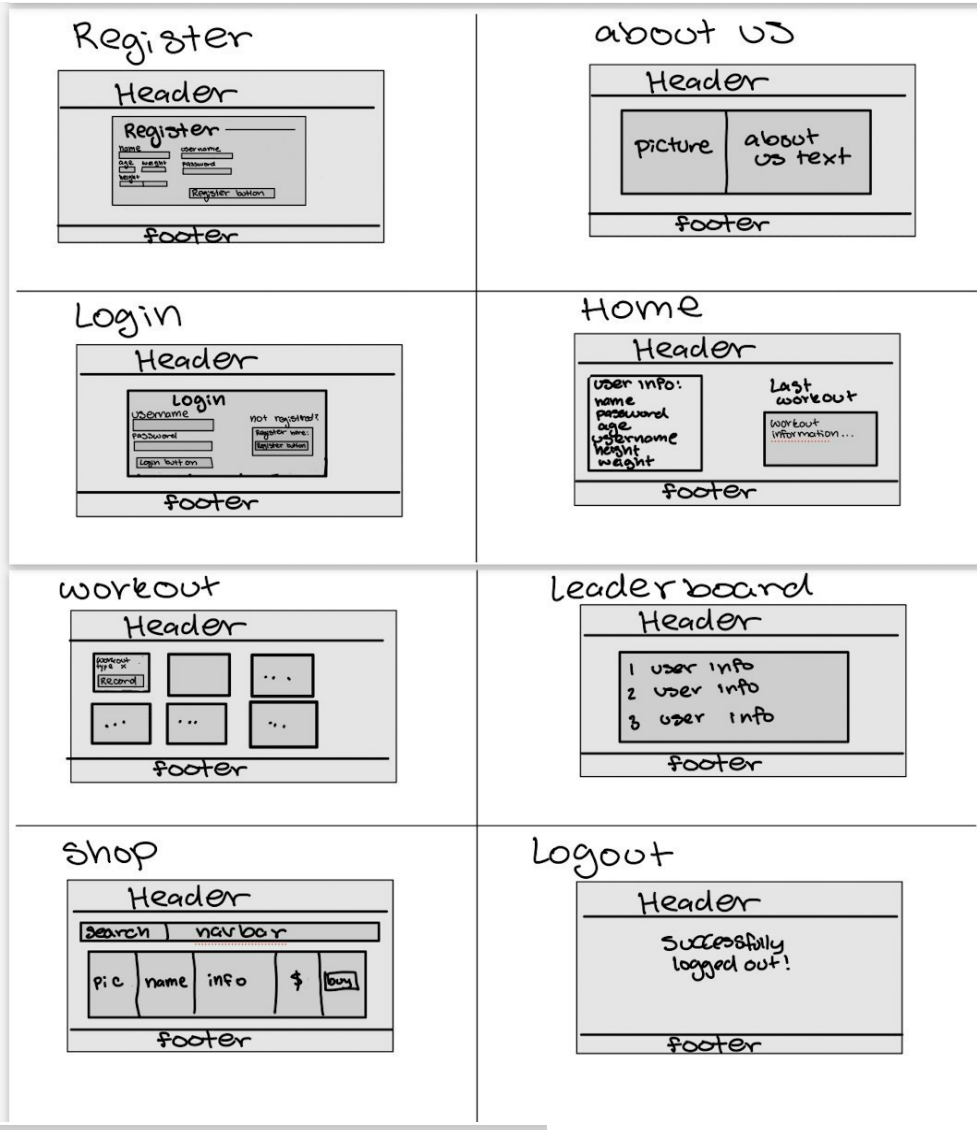 Register
Header
Register
name
username
age weight
password
height
Register button
footer
about us
Header
picture
about
us text
footer
Login
Header
Login
username
password
Login button
not registred?
Register here:
Register button
footer
Home
Header
user info:
name
password
age
username
height
weight
Last
workout
workout
information...
footer
workout
Header
workout
type x
Record
...
...
...
...
footer
leaderboard
Header
1 user info
2 user info
3 user info
footer
Shop
Header
search navbar
pic name info $ buy
footer
Logout
Header
Successfully
logged out!
footer